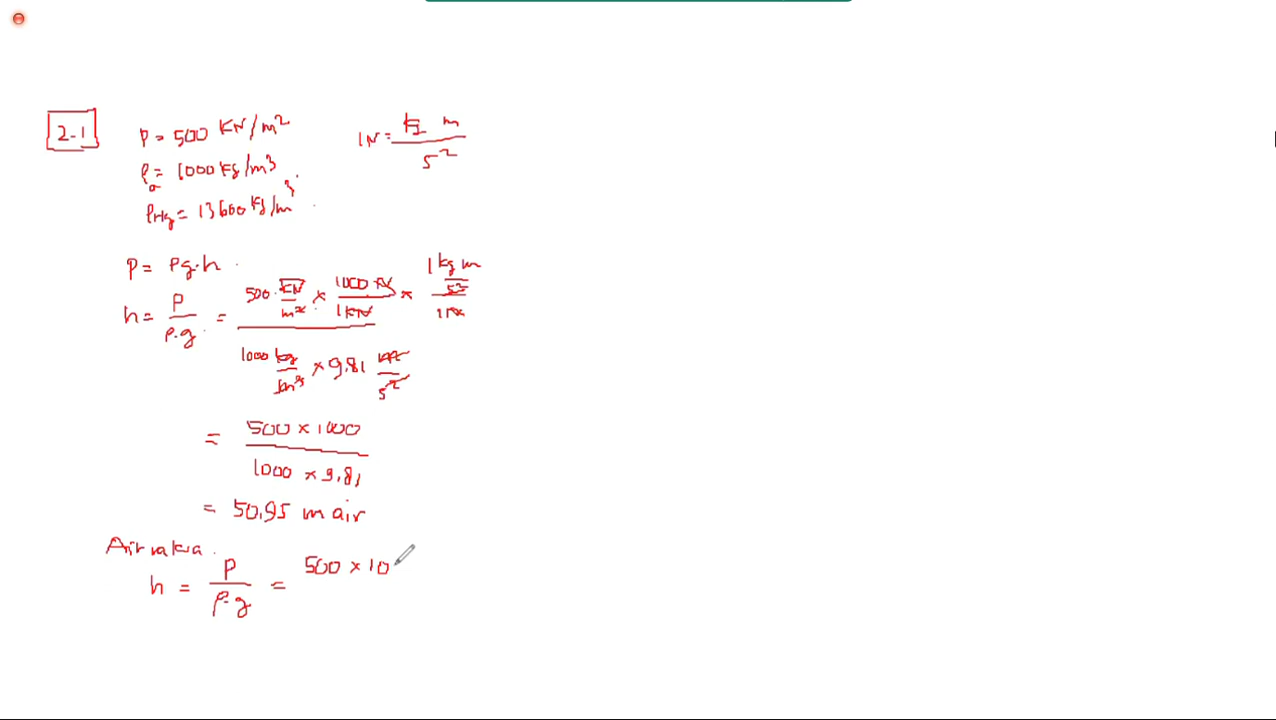 2-1
P = 500 KN/m² 1N = kg m / s²
ρa = 1000 kg/m³
ρHg = 13600 kg/m³
P = ρg.h
h = P / ρ.g = 500 . KN/m² × 1000 N / 1 KN × 1 kg m/s² / 1 N
1000 kg/m³ × 9.81 m/s²
= 500 × 1000 / 1000 × 9.81
= 50,95 m air
Air raksa
h = P / ρ.g = 500 × 10